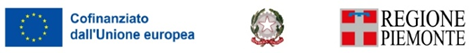 Cofinanziato
dall'Unione europea
REGIONE
PIEMONTE